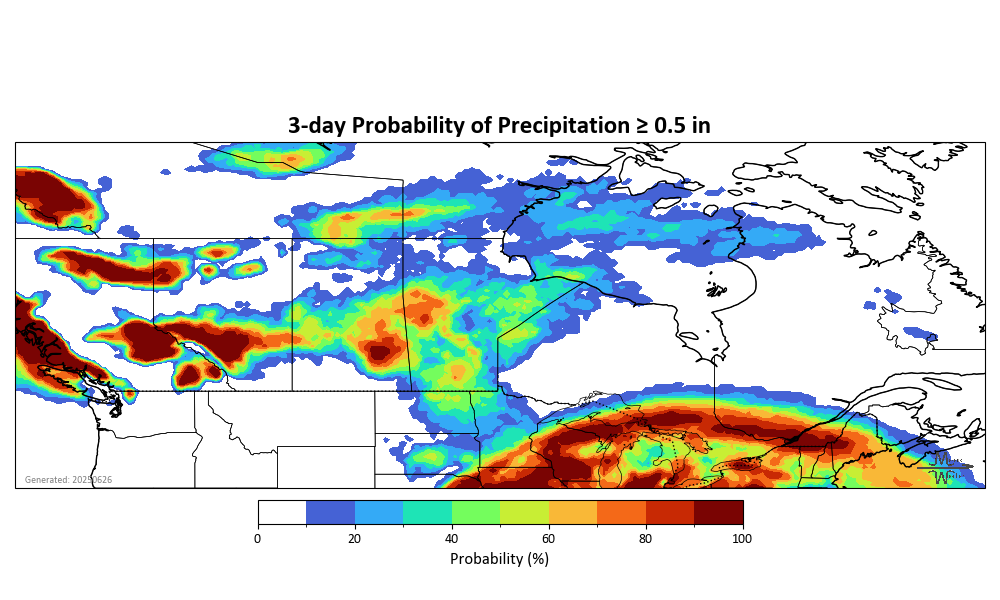 3-day Probability of Precipitation ≥ 0.5 in
Generated: 20250626
0 20 40 60 80 100
Probability (%)